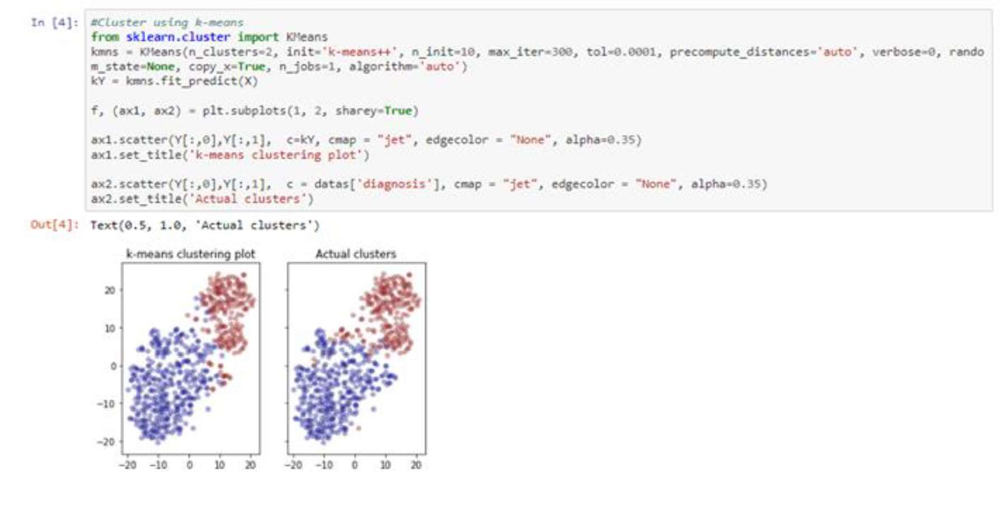 In [4]: #Cluster using k-means
from sklearn.cluster import KMeans
kmns = KMeans(n_clusters=2, init='k-means++', n_init=10, max_iter=300, tol=0.0001, precompute_distances='auto', verbose=0, rando
m_state=None, copy_x=True, n_jobs=1, algorithm='auto')
kY = kmns.fit_predict(X)
f, (ax1, ax2) = plt.subplots(1, 2, sharey=True)
ax1.scatter(Y[:,0],Y[:,1],  c=kY, cmap = "jet", edgecolor = "None", alpha=0.35)
ax1.set_title('k-means clustering plot')
ax2.scatter(Y[:,0],Y[:,1],  c = datas['diagnosis'], cmap = "jet", edgecolor = "None", alpha=0.35)
ax2.set_title('Actual clusters')
Out[4]: Text(0.5, 1.0, 'Actual clusters')
k-means clustering plot
Actual clusters
20
10
0
−10
−20
−20 −10 0 10 20
−20 −10 0 10 20